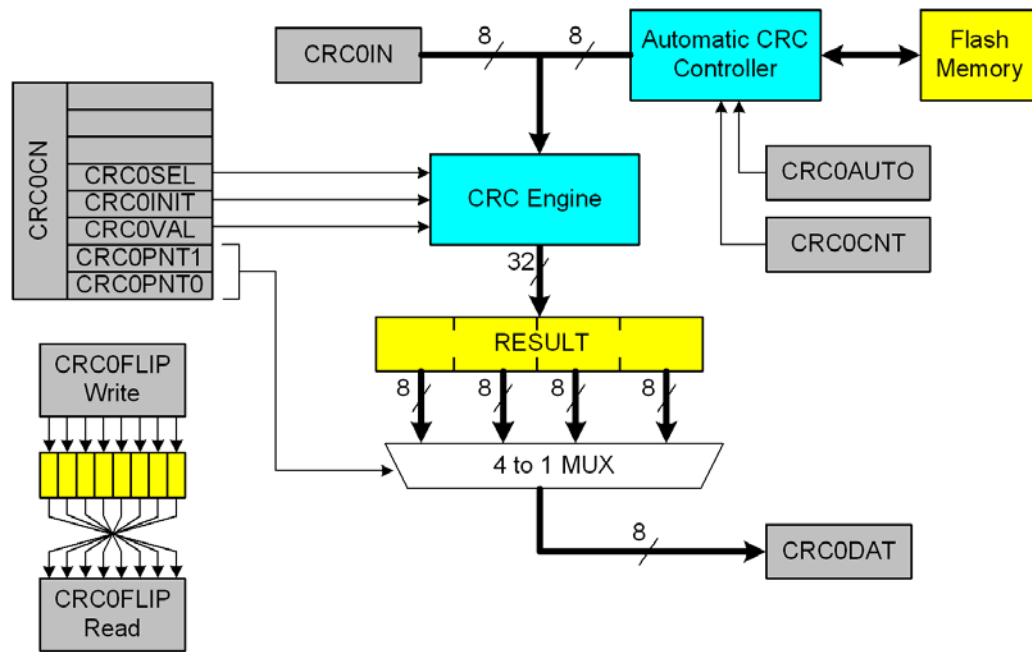 CRC0IN
8
8
Automatic CRC
Controller
Flash
Memory
CRC0CN
CRC0SEL
CRC0INIT
CRC0VAL
CRC0PNT1
CRC0PNT0
CRC Engine
CRC0AUTO
CRC0CNT
32
RESULT
8
8
8
8
4 to 1 MUX
8
CRC0DAT
CRC0FLIP
Write
CRC0FLIP
Read